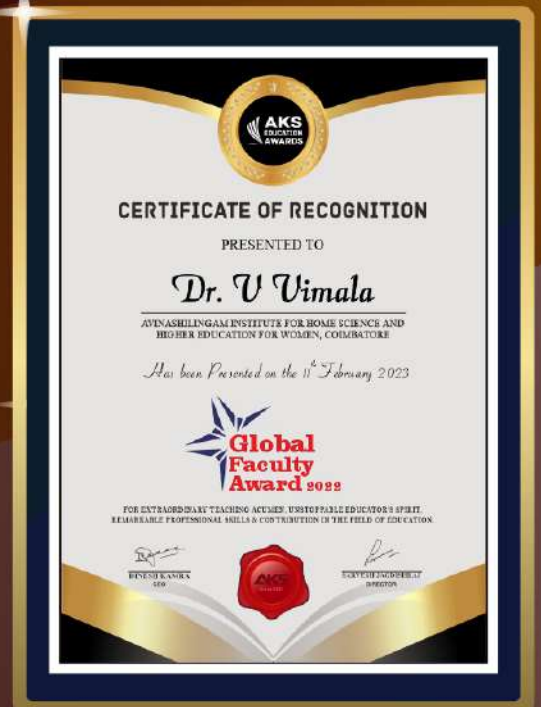 AKS
EDUCATION
AWARDS
CERTIFICATE OF RECOGNITION
PRESENTED TO
Dr. V Vimala
AVINASHILINGAM INSTITUTE FOR HOME SCIENCE AND
HIGHER EDUCATION FOR WOMEN, COIMBATORE
Has been Presented on the 11th February 2023
Global
Faculty
Award 2022
FOR EXTRAORDINARY TEACHING ACUMEN, UNSTOPPABLE EDUCATOR'S SPIRIT,
REMARKABLE PROFESSIONAL SKILLS & CONTRIBUTION IN THE FIELD OF EDUCATION.
AKS
CEO
DIRECTOR